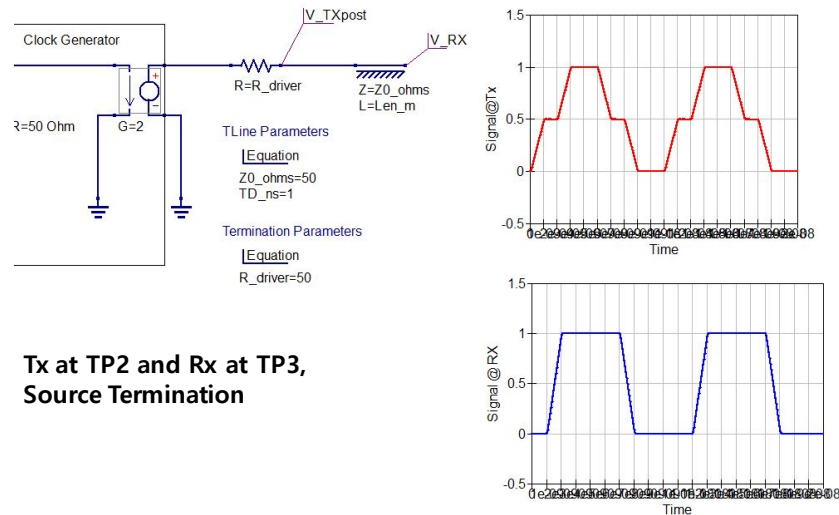 V_TXpost
Clock Generator
V_RX
R=R_driver
Z=Z0_ohms
L=Len_m
R=50 Ohm
G=2
TLine Parameters
Equation
Z0_ohms=50
TD_ns=1
Termination Parameters
Equation
R_driver=50
Tx at TP2 and Rx at TP3,
Source Termination
Signal@Tx
1.5
1
0.5
0
-0.5
Time
Signal @ RX
1.5
1
0.5
0
-0.5
Time